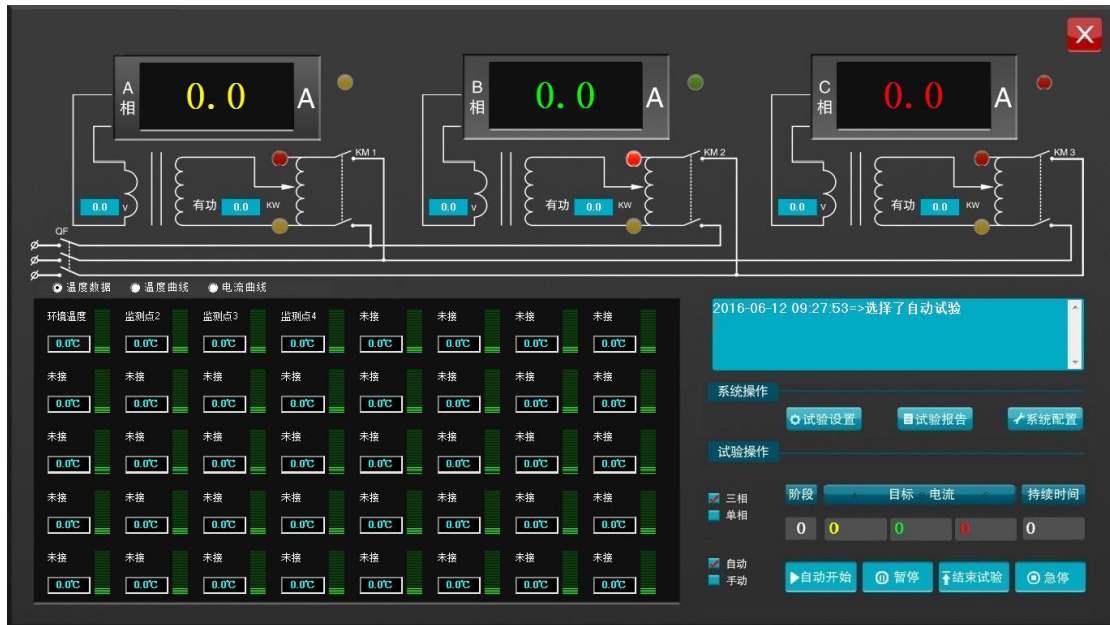 A相 0.0 A
B相 0.0 A
C相 0.0 A
KM 1
KM 2
KM 3
0.0 V 有功 0.0 KW
0.0 V 有功 0.0 KW
0.0 V 有功 0.0 KW
QF
温度数据 温度曲线 电流曲线
环境温度 监测点2 监测点3 监测点4 未接 未接 未接 未接
0.0℃ 0.0℃ 0.0℃ 0.0℃ 0.0℃ 0.0℃ 0.0℃ 0.0℃
未接 未接 未接 未接 未接 未接 未接 未接
0.0℃ 0.0℃ 0.0℃ 0.0℃ 0.0℃ 0.0℃ 0.0℃ 0.0℃
未接 未接 未接 未接 未接 未接 未接 未接
0.0℃ 0.0℃ 0.0℃ 0.0℃ 0.0℃ 0.0℃ 0.0℃ 0.0℃
未接 未接 未接 未接 未接 未接 未接 未接
0.0℃ 0.0℃ 0.0℃ 0.0℃ 0.0℃ 0.0℃ 0.0℃ 0.0℃
未接 未接 未接 未接 未接 未接 未接 未接
0.0℃ 0.0℃ 0.0℃ 0.0℃ 0.0℃ 0.0℃ 0.0℃ 0.0℃
2016-06-12 09:27:53=>选择了自动试验
系统操作
试验设置 试验报告 系统配置
试验操作
三相
单相
阶段 A 目标 B 电流 C 持续时间
0 0 0 0 0
自动
手动
自动开始 暂停 结束试验 急停